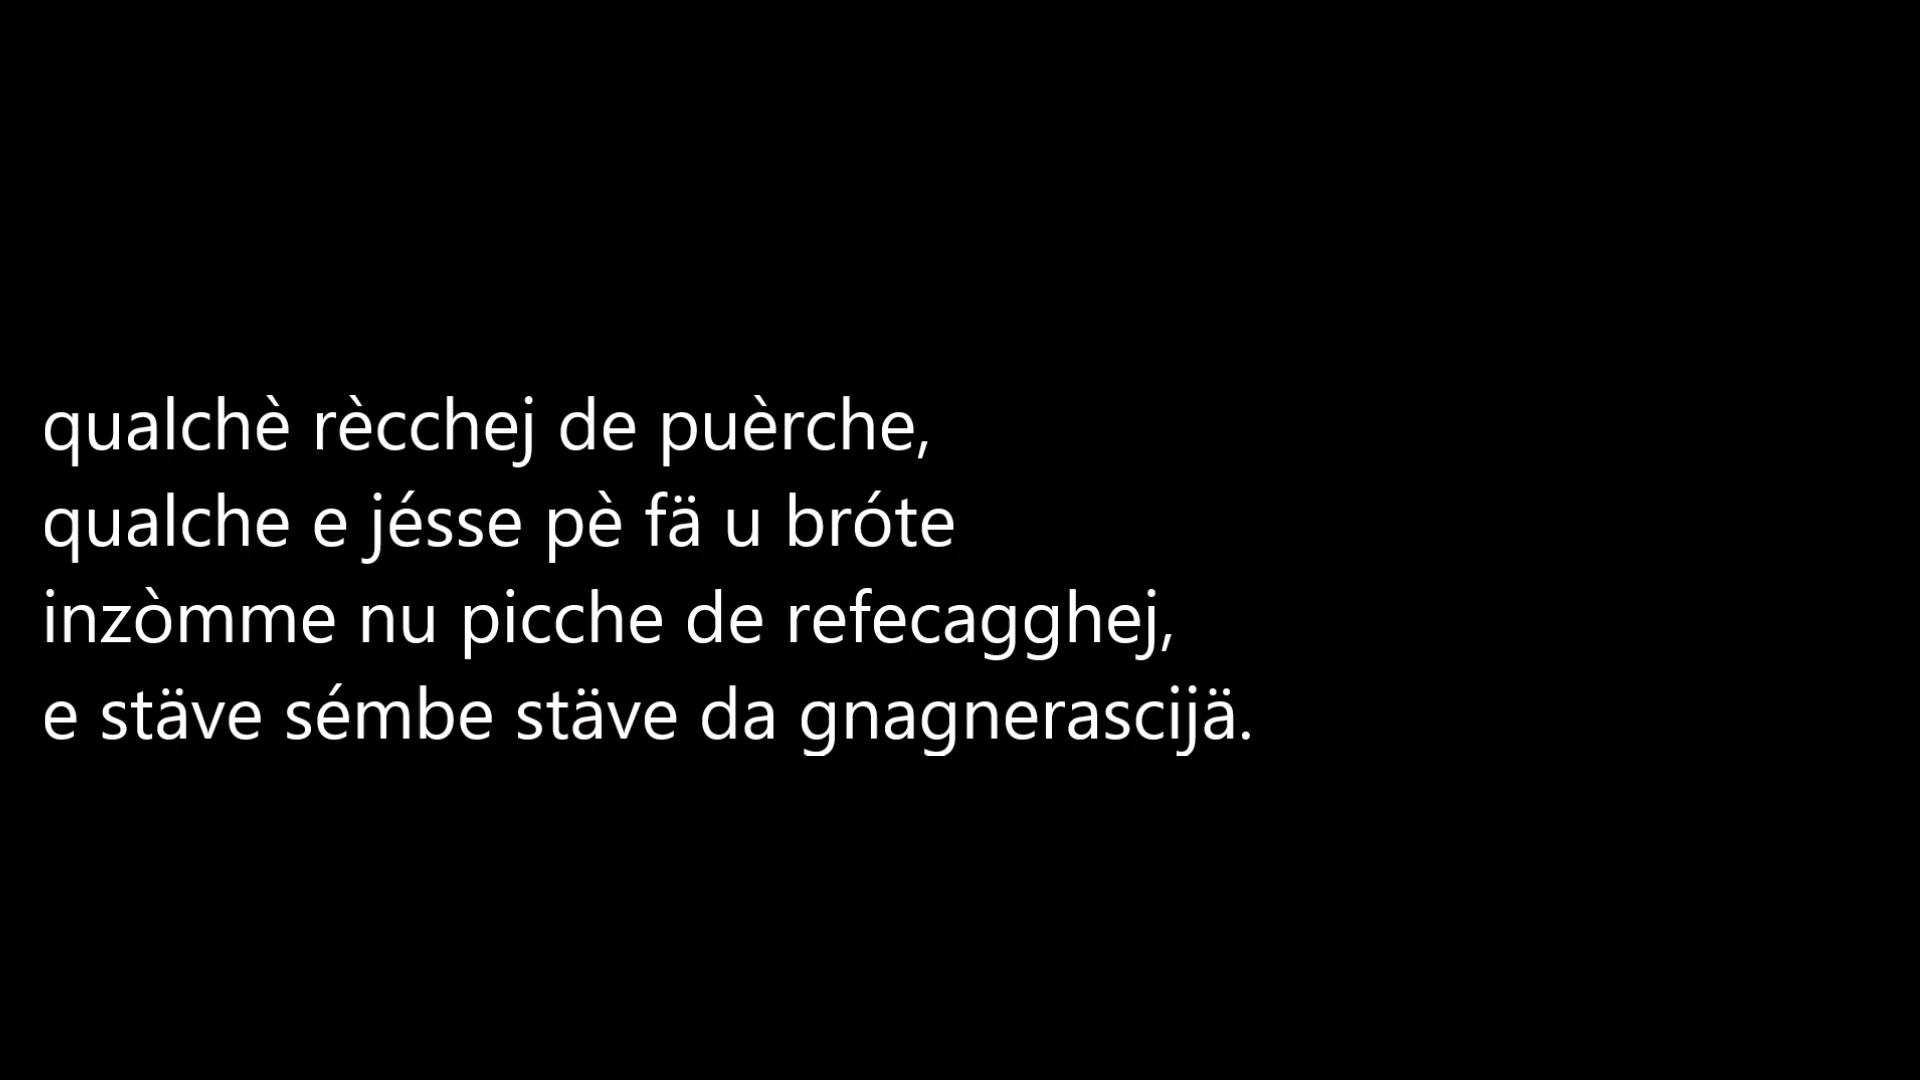 qualchè rècchej de puèrche,
qualche e jésse pè fä u bróte
inzòmme nu picche de refecagghej,
e stäve sémbe stäve da gnagnerascijä.